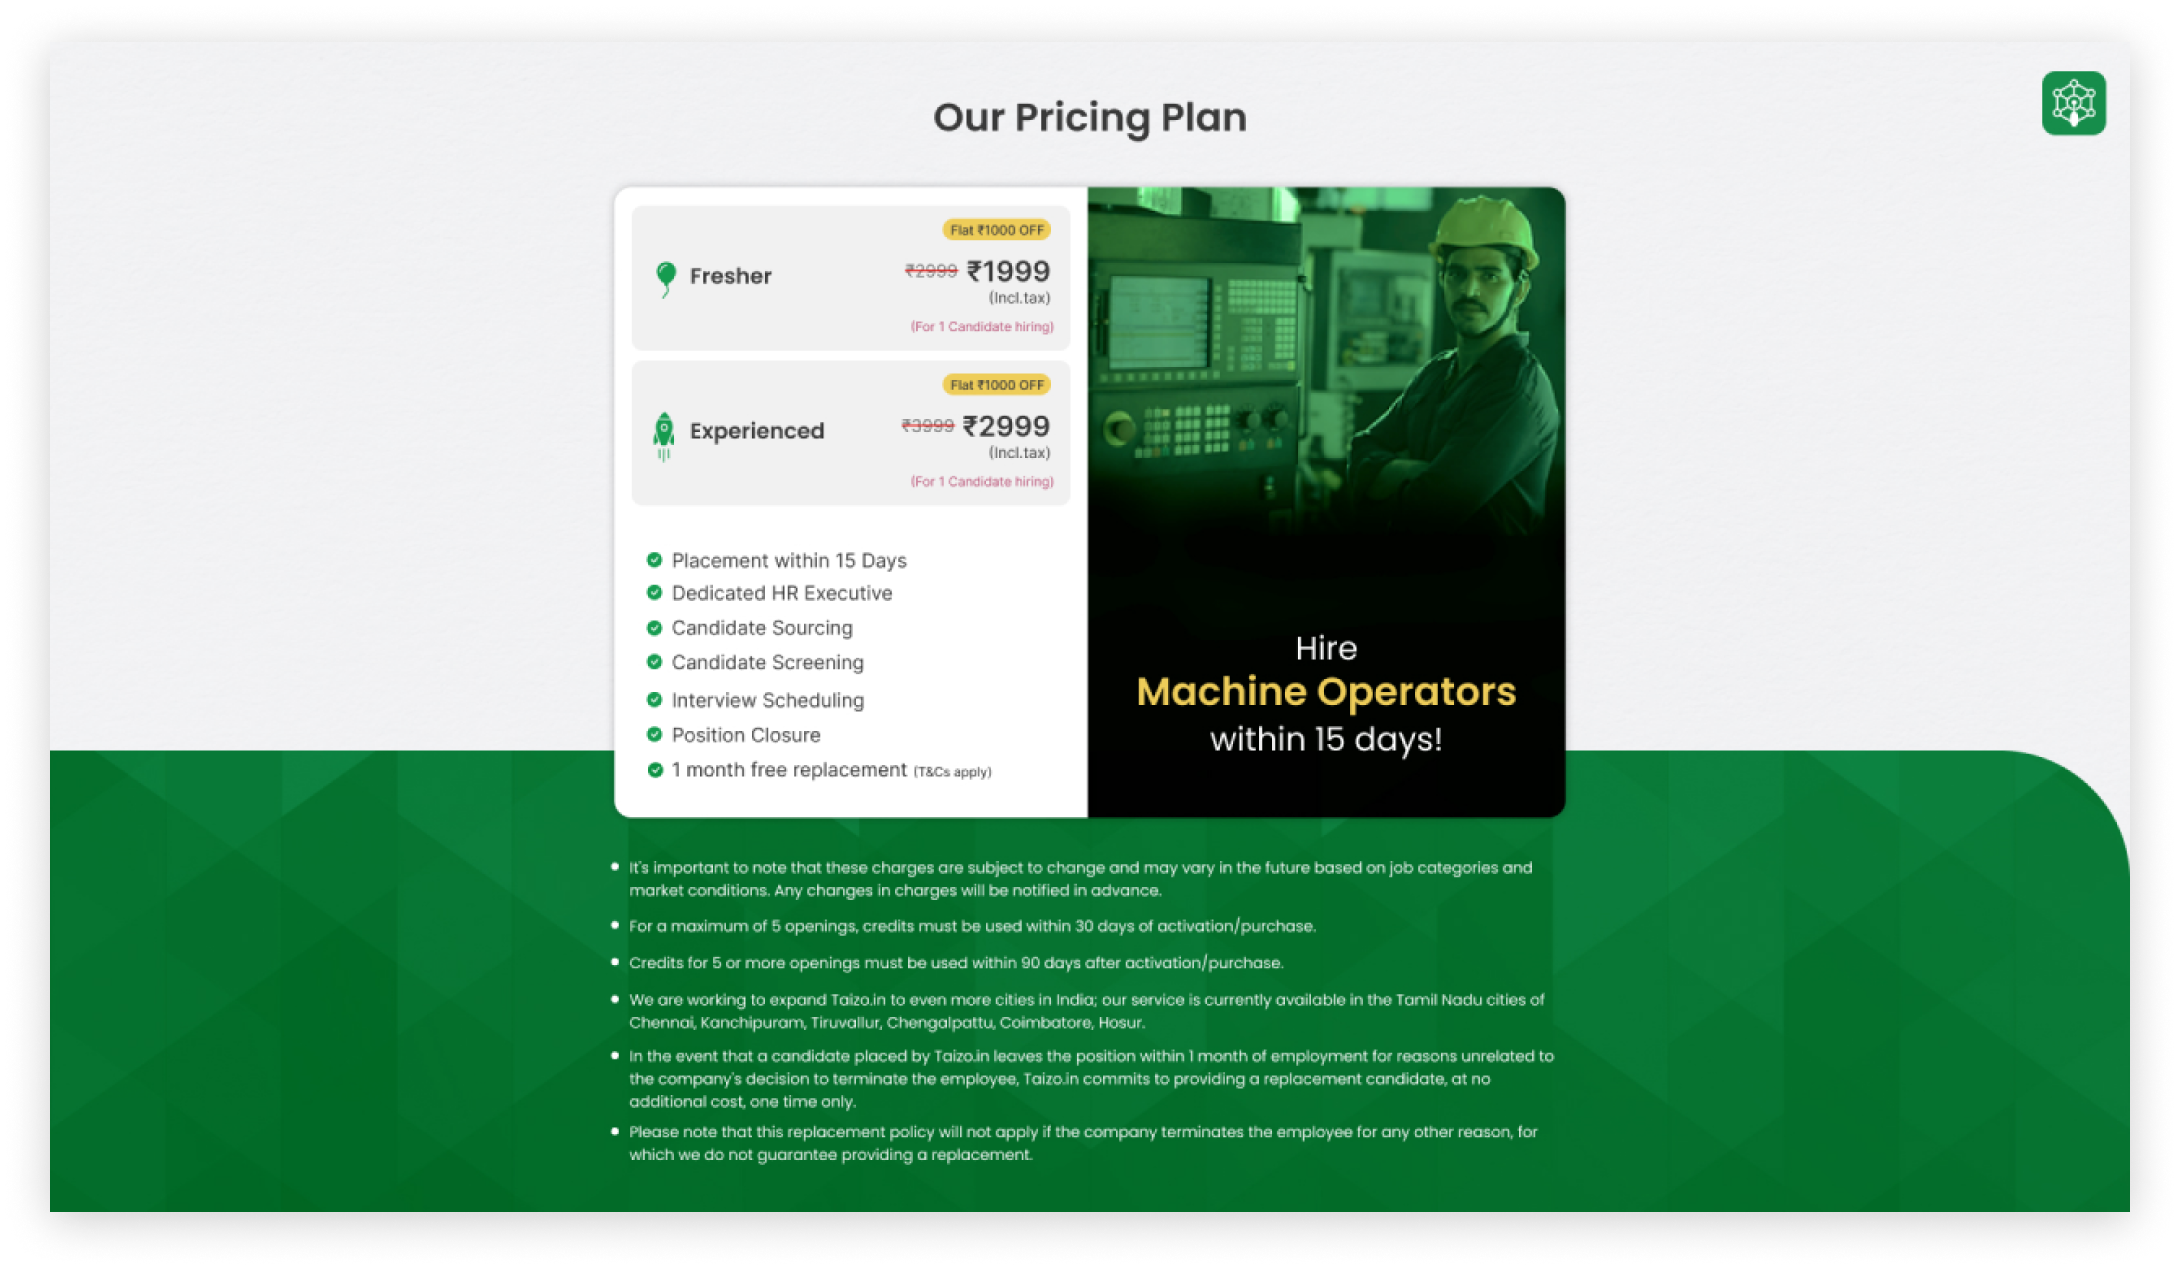 Our Pricing Plan
Flat ₹1000 OFF
Fresher
₹2999 ₹1999
(Incl.tax)
(For 1 Candidate hiring)
Flat ₹1000 OFF
Experienced
₹3999 ₹2999
(Incl.tax)
(For 1 Candidate hiring)
Placement within 15 Days
Dedicated HR Executive
Candidate Sourcing
Candidate Screening
Interview Scheduling
Position Closure
1 month free replacement (T&Cs apply)
Hire
Machine Operators
within 15 days!
It's important to note that these charges are subject to change and may vary in the future based on job categories and
market conditions. Any changes in charges will be notified in advance.
For a maximum of 5 openings, credits must be used within 30 days of activation/purchase.
Credits for 5 or more openings must be used within 90 days after activation/purchase.
We are working to expand Taizo.in to even more cities in India; our service is currently available in the Tamil Nadu cities of
Chennai, Kanchipuram, Tiruvallur, Chengalpattu, Coimbatore, Hosur.
In the event that a candidate placed by Taizo.in leaves the position within 1 month of employment for reasons unrelated to
the company's decision to terminate the employee, Taizo.in commits to providing a replacement candidate, at no
additional cost, one time only.
Please note that this replacement policy will not apply if the company terminates the employee for any other reason, for
which we do not guarantee providing a replacement.